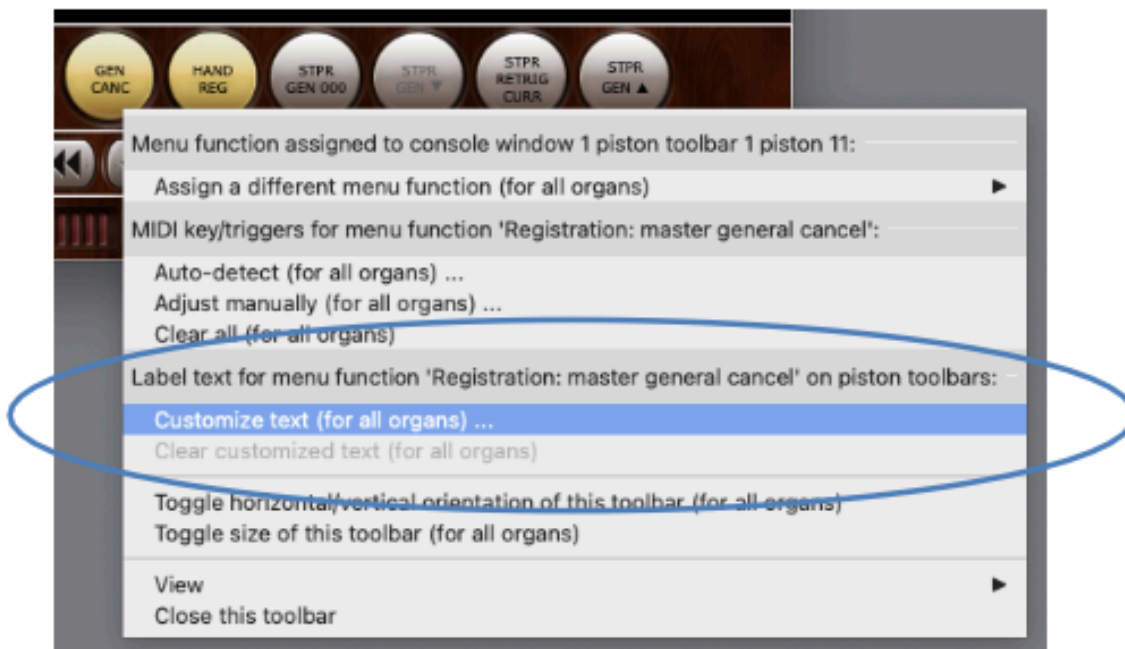 GEN
CANC
HAND
REG
STPR
GEN 000
STPR
GEN ▼
STPR
RETRIG
CURR
STPR
GEN ▲
Menu function assigned to console window 1 piston toolbar 1 piston 11:
Assign a different menu function (for all organs)
MIDI key/triggers for menu function 'Registration: master general cancel':
Auto-detect (for all organs) ...
Adjust manually (for all organs) ...
Clear all (for all organs)
Label text for menu function 'Registration: master general cancel' on piston toolbars:
Customize text (for all organs) ...
Clear customized text (for all organs)
Toggle horizontal/vertical orientation of this toolbar (for all organs)
Toggle size of this toolbar (for all organs)
View
Close this toolbar